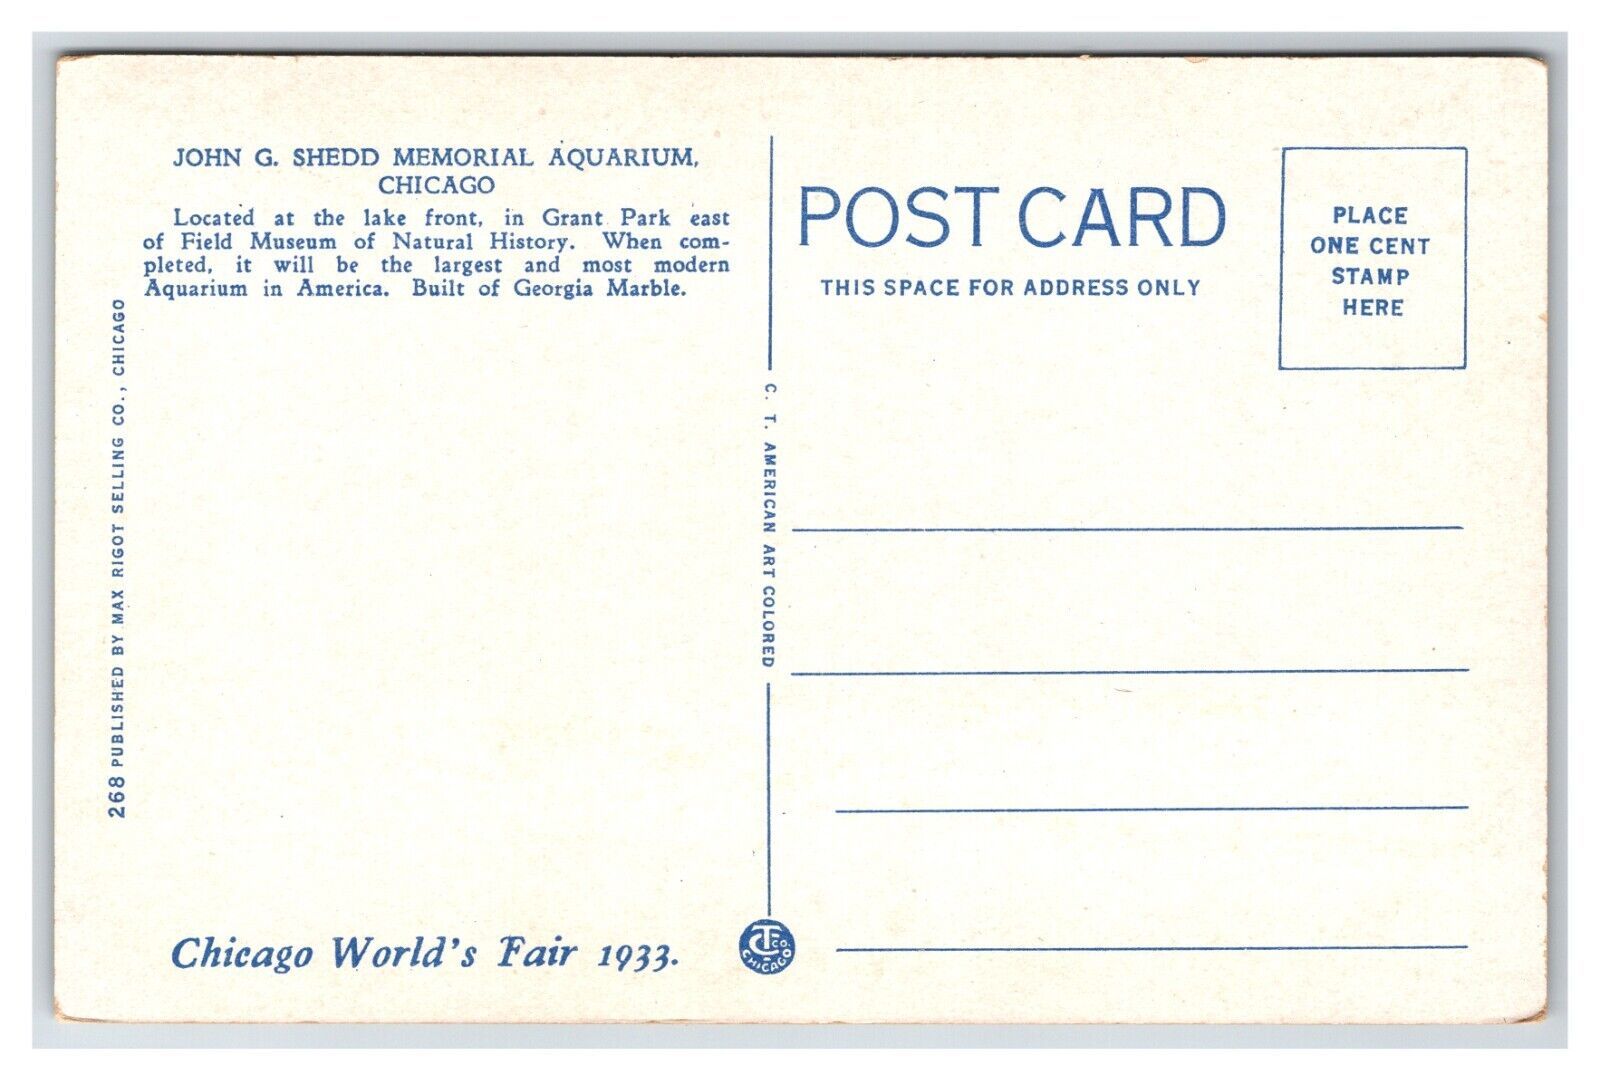 JOHN G. SHEDD MEMORIAL AQUARIUM,
CHICAGO
Located at the lake front, in Grant Park east
of Field Museum of Natural History. When com-
pleted, it will be the largest and most modern
Aquarium in America. Built of Georgia Marble.
268 PUBLISHED BY MAX RIGOT SELLING CO., CHICAGO
Chicago World's Fair 1933.
C. T. AMERICAN ART COLORED
CT CO
CHICAGO
POST CARD
THIS SPACE FOR ADDRESS ONLY
PLACE
ONE CENT
STAMP
HERE